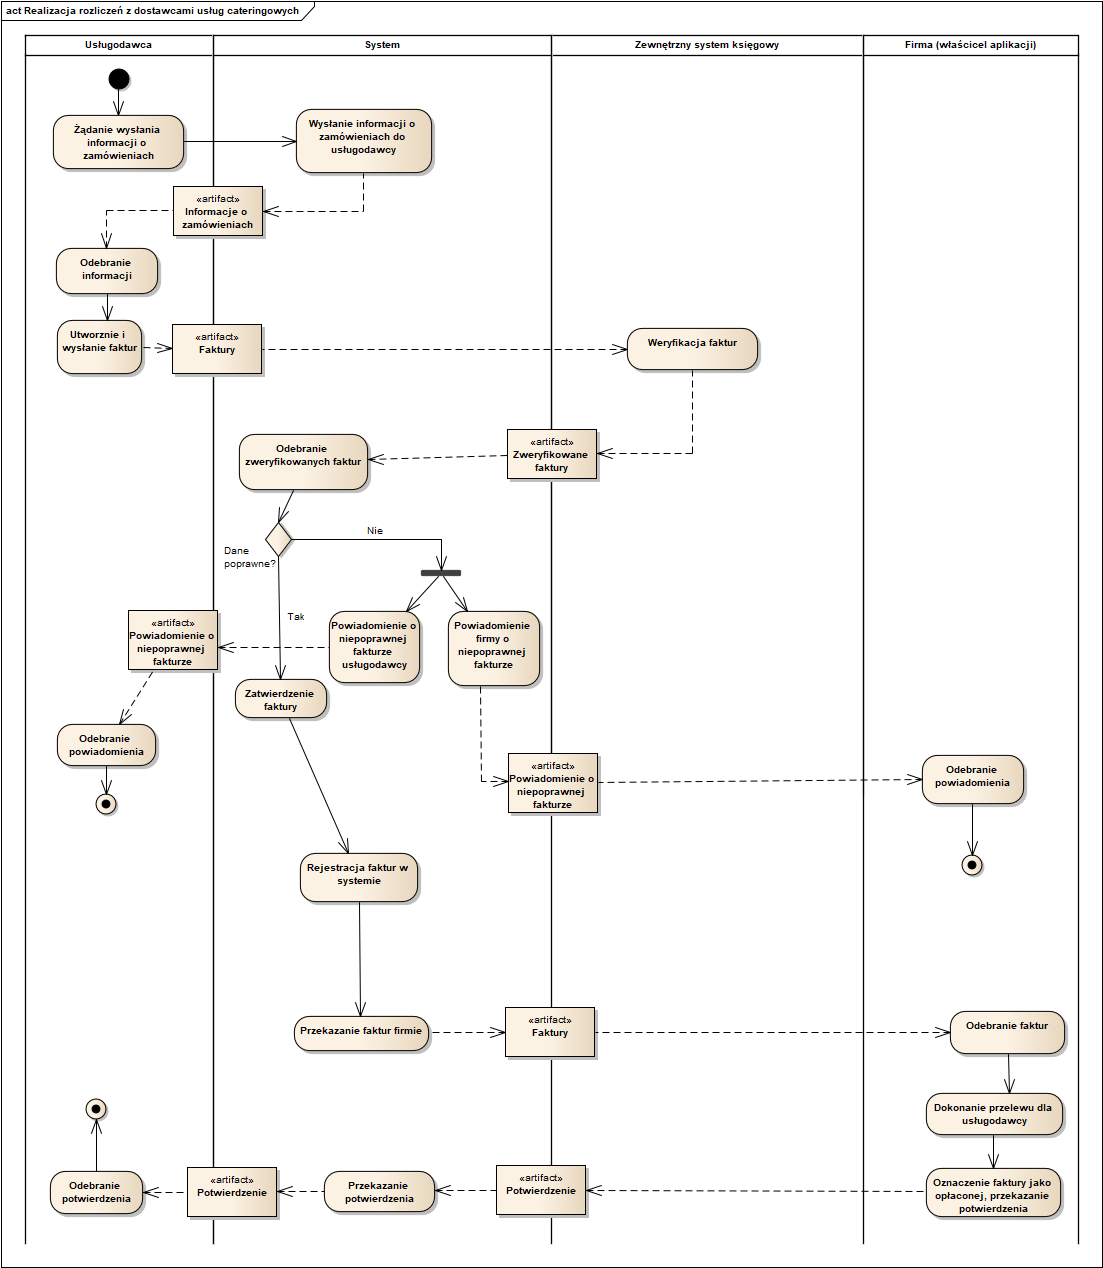 act Realizacja rozliczeń z dostawcami usług cateringowych
Usługodawca
System
Zewnętrzny system księgowy
Firma (właścicel aplikacji)
Żądanie wysłania
informacji o
zamówieniach
Wysłanie informacji o
zamówieniach do
usługodawcy
«artifact»
Informacje o
zamówieniach
Odebranie
informacji
Utworznie i
wysłanie faktur
«artifact»
Faktury
Weryfikacja faktur
Odebranie
zweryfikowanych faktur
«artifact»
Zweryfikowane
faktury
Nie
Dane
poprawne?
Tak
«artifact»
Powiadomienie o
niepoprawnej
fakturze
Powiadomienie o
niepoprawnej
fakturze
usługodawcy
Powiadomienie
firmy o
niepoprawnej
fakturze
Zatwierdzenie
faktury
Odebranie
powiadomienia
«artifact»
Powiadomienie o
niepoprawnej
fakturze
Odebranie
powiadomienia
Rejestracja faktur w
systemie
Przekazanie faktur firmie
«artifact»
Faktury
Odebranie faktur
Dokonanie przelewu dla
usługodawcy
Odebranie
potwierdzenia
«artifact»
Potwierdzenie
Przekazanie
potwierdzenia
«artifact»
Potwierdzenie
Oznaczenie faktury jako
opłaconej, przekazanie
potwierdzenia